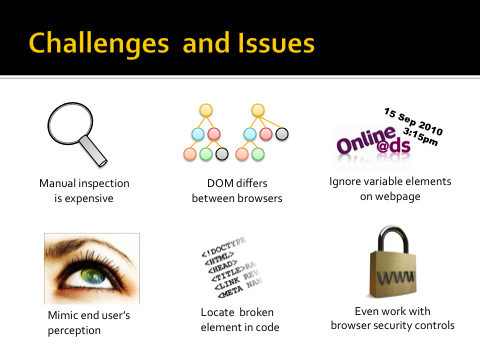 Challenges and Issues
15 Sep 2010
3:15pm
Online
@ds
Manual inspection
is expensive
DOM differs
between browsers
Ignore variable elements
on webpage
<!DOCTYPE
<HTML>
<HEAD>
<TITLE>
<LINK REV
<META NAM
WWW
Mimic end user's
perception
Locate broken
element in code
Even work with
browser security controls